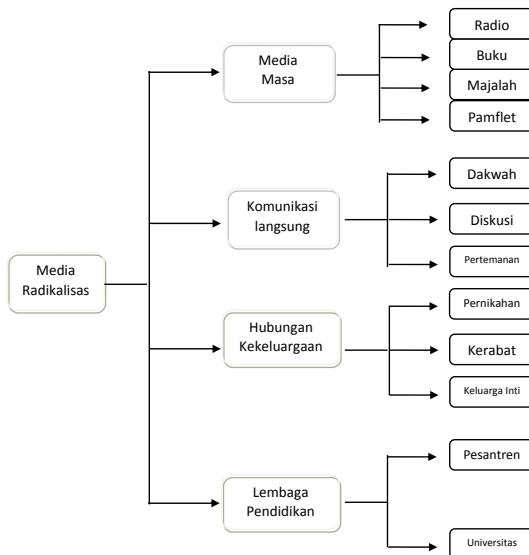 Media
Radikalisas
Media
Masa
Radio
Buku
Majalah
Pamflet
Komunikasi
langsung
Dakwah
Diskusi
Pertemanan
Hubungan
Kekeluargaan
Pernikahan
Kerabat
Keluarga Inti
Lembaga
Pendidikan
Pesantren
Universitas